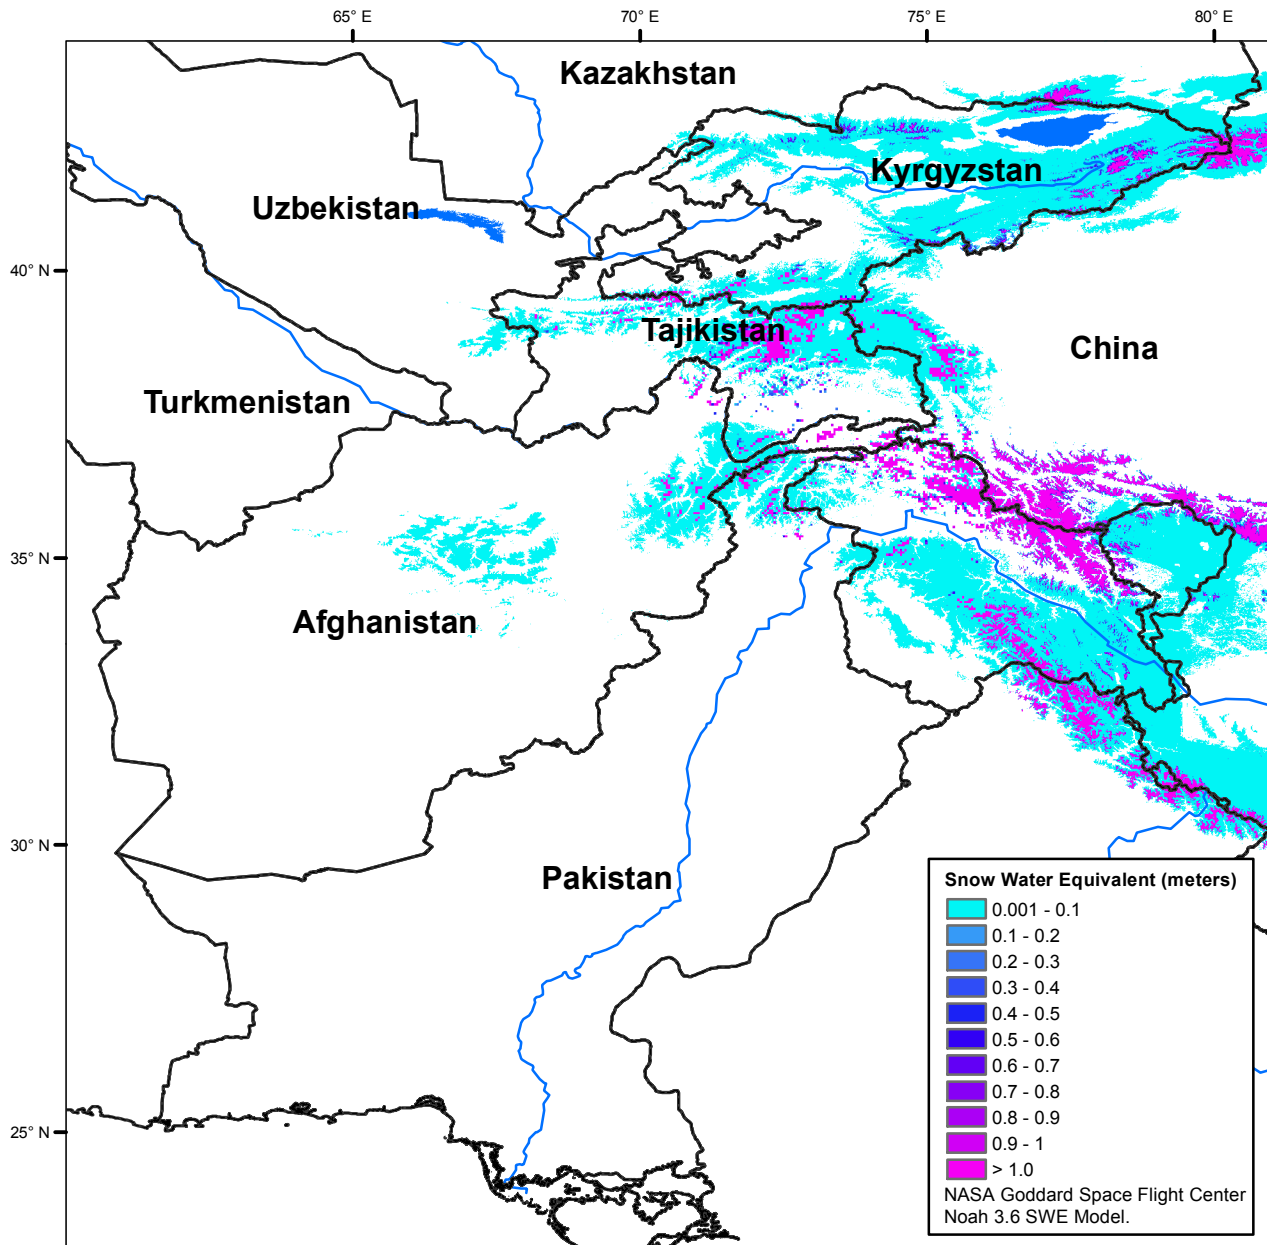 65° E
70° E
75° E
80° E
Kazakhstan
Kyrgyzstan
Uzbekistan
40° N
Tajikistan
China
Turkmenistan
35° N
Afghanistan
30° N
Pakistan
25° N
Snow Water Equivalent (meters)
0.001 - 0.1
0.1 - 0.2
0.2 - 0.3
0.3 - 0.4
0.4 - 0.5
0.5 - 0.6
0.6 - 0.7
0.7 - 0.8
0.8 - 0.9
0.9 - 1
> 1.0
NASA Goddard Space Flight Center
Noah 3.6 SWE Model.